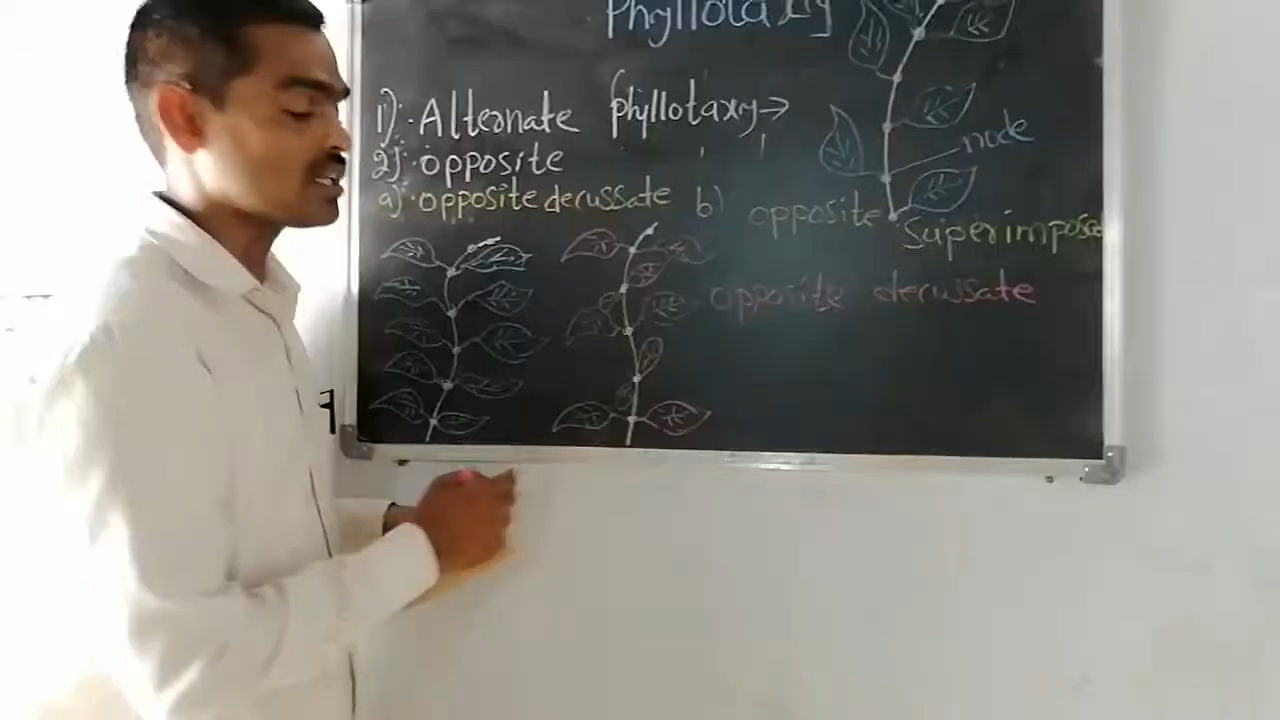 Phyllotaxy
1). Alternate phyllotaxy→
node
2). opposite
a). opposite decussate b) opposite Superimposed
opposite decussate